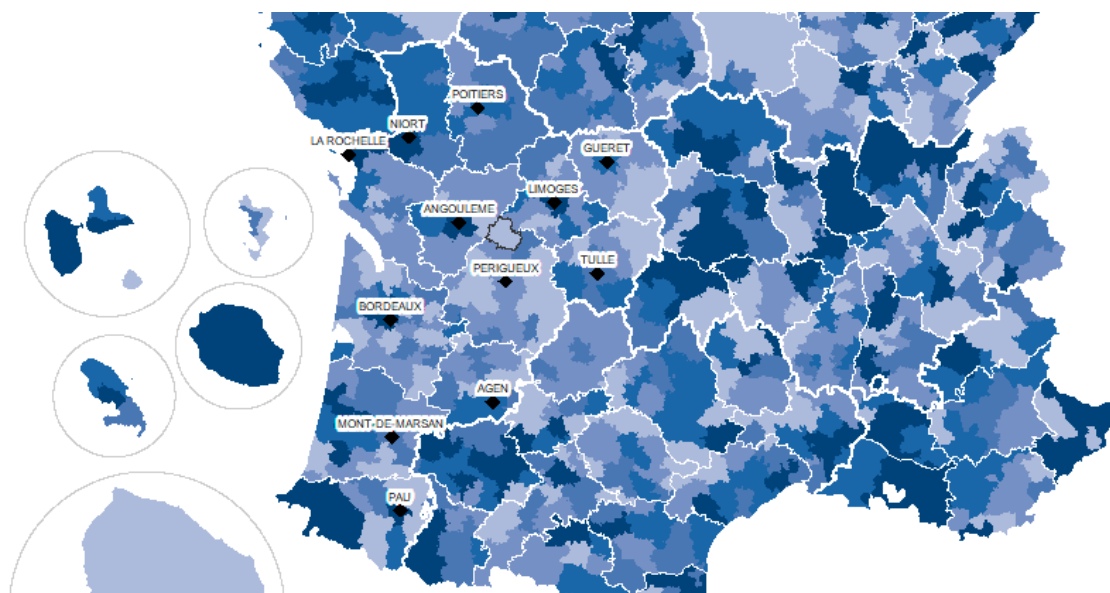 POITIERS
NIORT
LA ROCHELLE
GUERET
LIMOGES
ANGOULEME
PERIGUEUX
TULLE
BORDEAUX
AGEN
MONT-DE-MARSAN
PAU